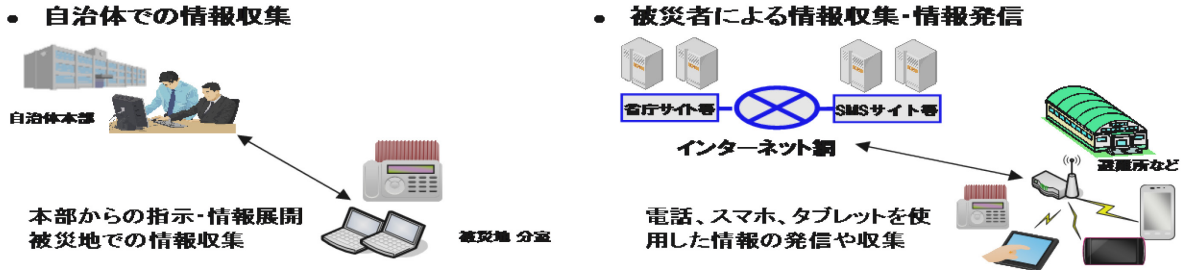 • 自治体での情報収集
自治体本部
本部からの指示・情報展開
被災地での情報収集
被災地 分室
• 被災者による情報収集・情報発信
省庁サイト等
SMSサイト等
インターネット網
避難所など
電話、スマホ、タブレットを使
用した情報の発信や収集